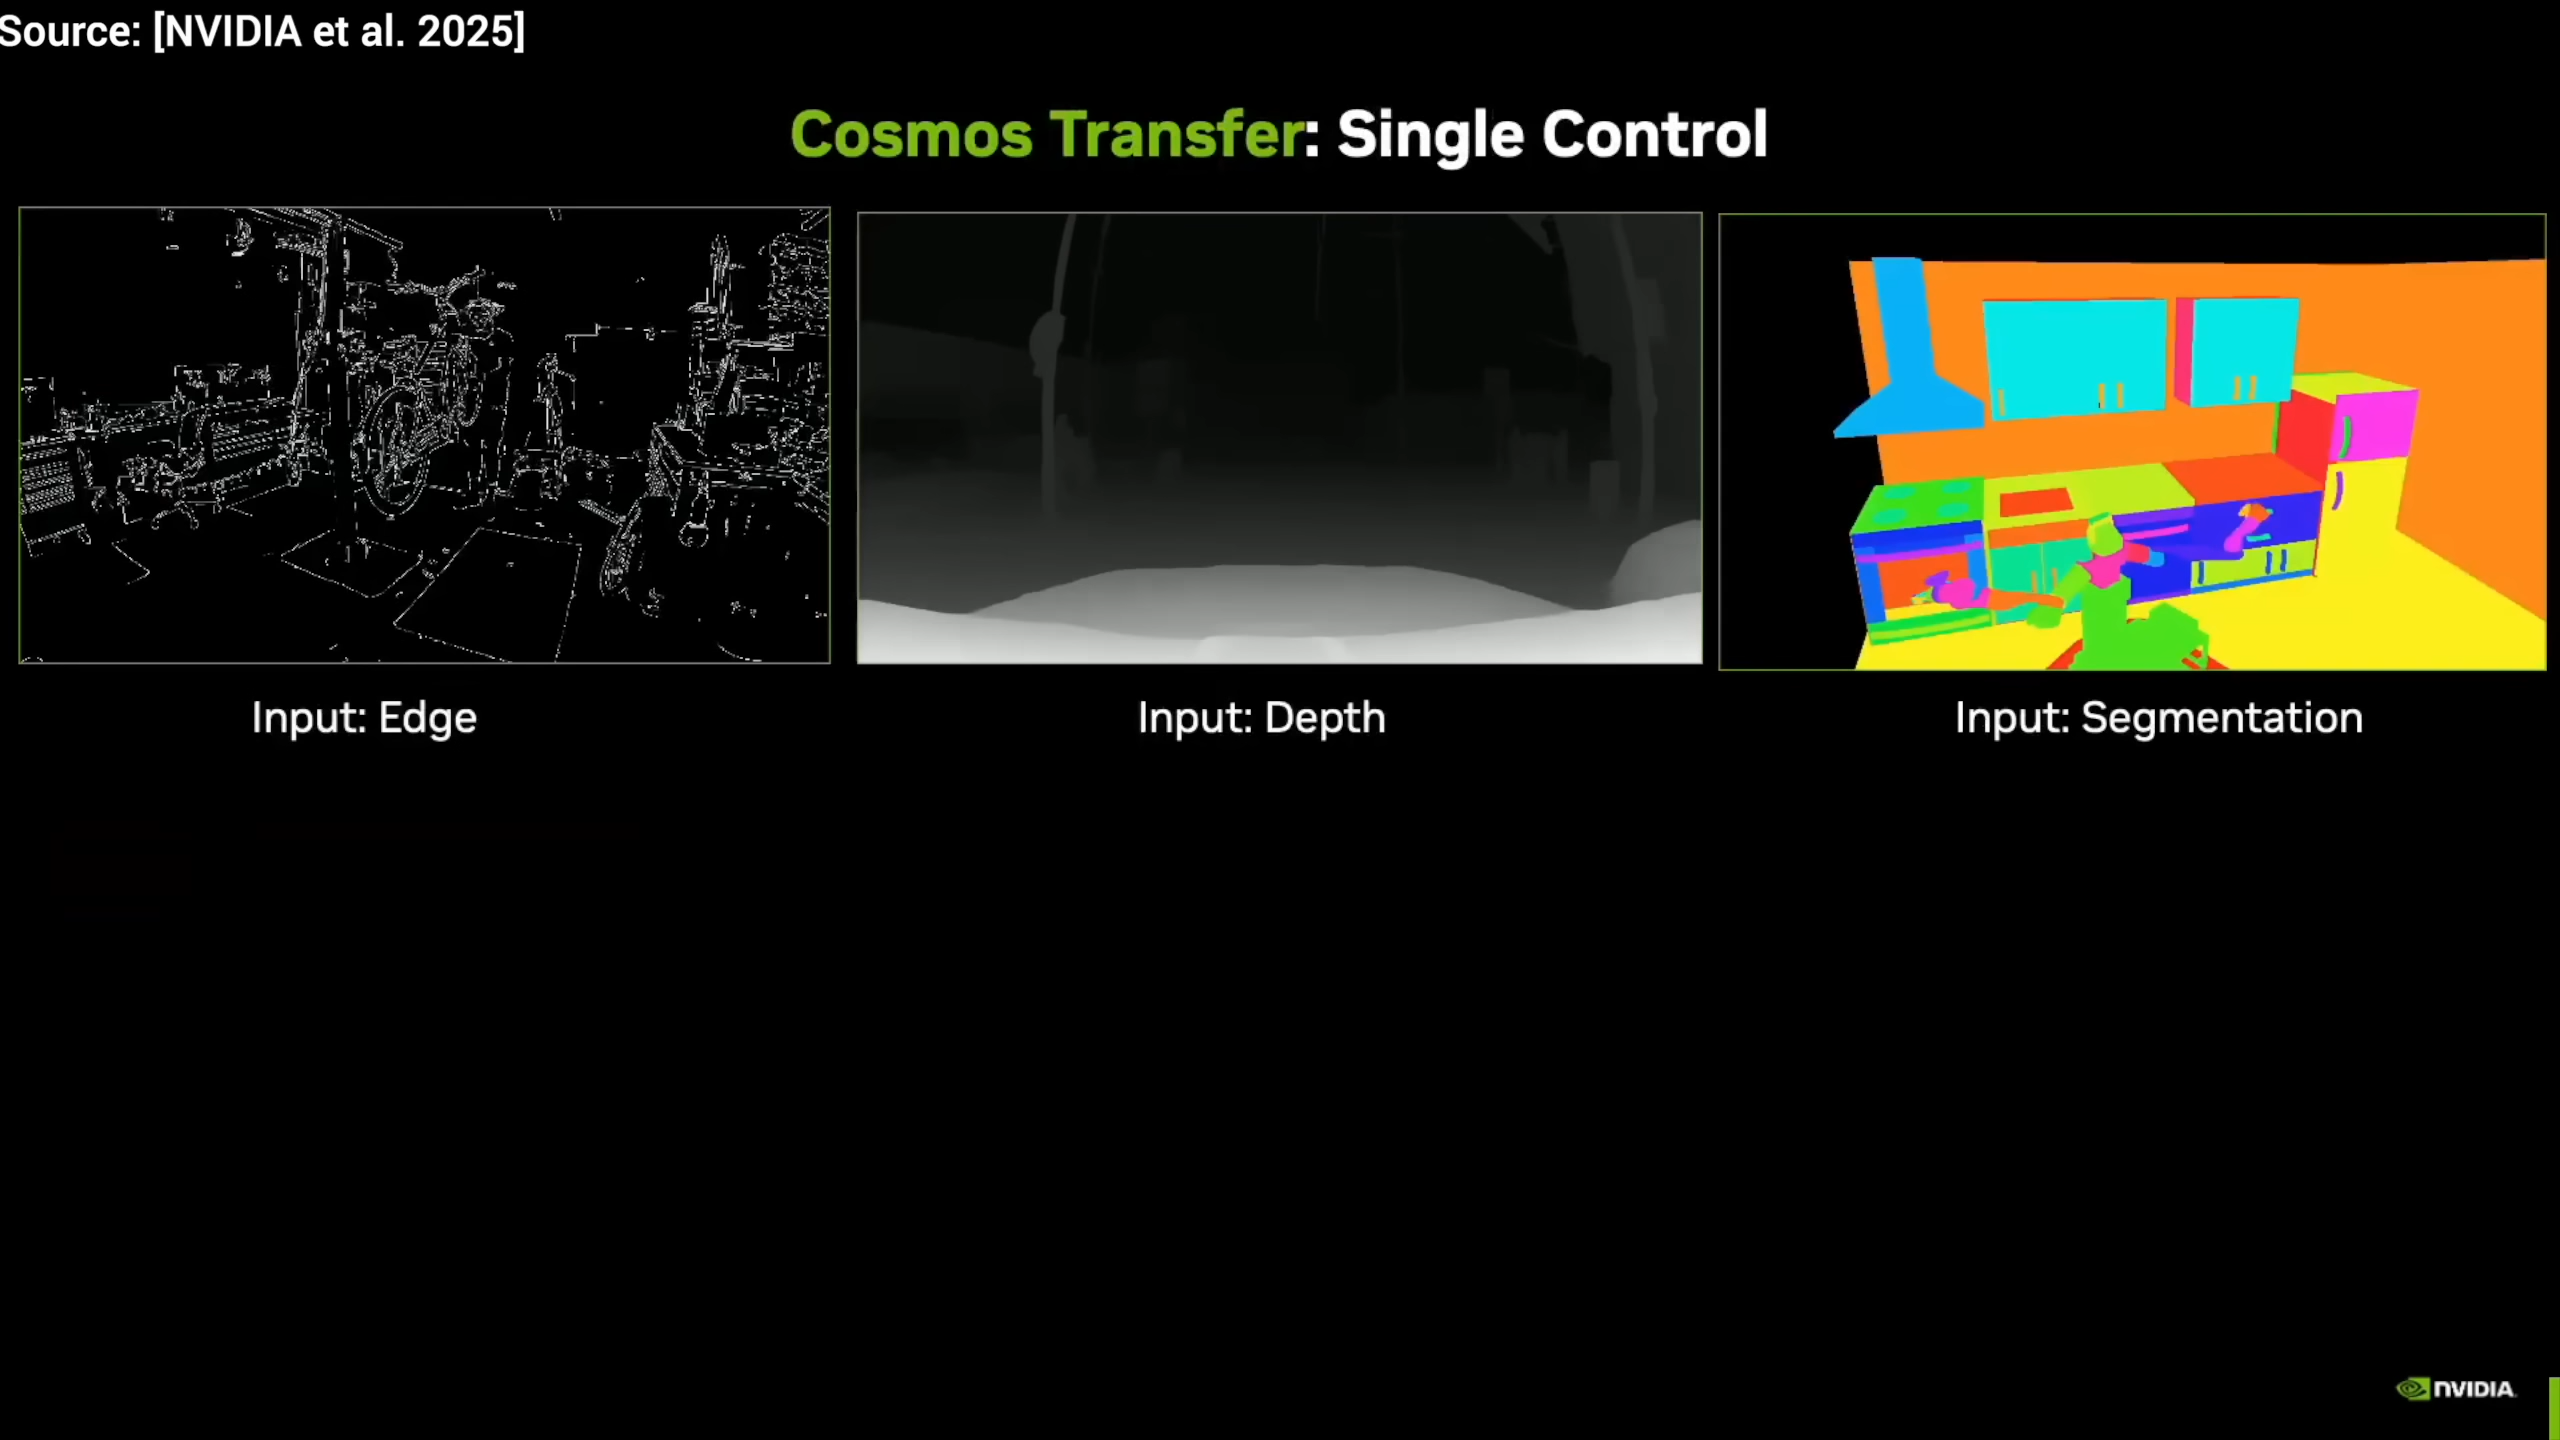 Source: [NVIDIA et al. 2025]
Cosmos Transfer: Single Control
Input: Edge
Input: Depth
Input: Segmentation
NVIDIA